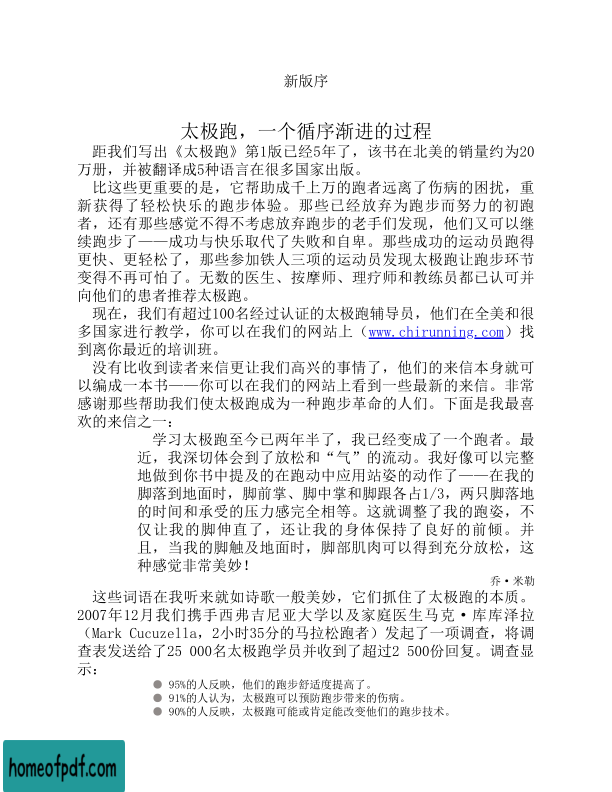 新版序
太极跑，一个循序渐进的过程
距我们写出《太极跑》第1版已经5年了，该书在北美的销量约为20
万册，并被翻译成5种语言在很多国家出版。
比这些更重要的是，它帮助成千上万的跑者远离了伤病的困扰，重
新获得了轻松快乐的跑步体验。那些已经放弃为跑步而努力的初跑
者，还有那些感觉不得不考虑放弃跑步的老手们发现，他们又可以继
续跑步了——成功与快乐取代了失败和自卑。那些成功的运动员跑得
更快、更轻松了，那些参加铁人三项的运动员发现太极跑让跑步环节
变得不再可怕了。无数的医生、按摩师、理疗师和教练员都已认可并
向他们的患者推荐太极跑。
现在，我们有超过100名经过认证的太极跑辅导员，他们在全美和很
多国家进行教学，你可以在我们的网站上（www.chirunning.com）找
到离你最近的培训班。
没有比收到读者来信更让我们高兴的事情了，他们的来信本身就可
以编成一本书——你可以在我们的网站上看到一些最新的来信。非常
感谢那些帮助我们使太极跑成为一种跑步革命的人们。下面是我最喜
欢的来信之一：
学习太极跑至今已两年半了，我已经变成了一个跑者。最
近，我深切体会到了放松和“气”的流动。我好像可以完整
地做到你书中提及的在跑动中应用站姿的动作了——在我的
脚落到地面时，脚前掌、脚中掌和脚跟各占1/3，两只脚落地
的时间和承受的压力感完全相等。这就调整了我的跑姿，不
仅让我的脚伸直了，还让我的身体保持了良好的前倾。并
且，当我的脚触及地面时，脚部肌肉可以得到充分放松，这
种感觉非常美妙！
乔·米勒
这些词语在我听来就如诗歌一般美妙，它们抓住了太极跑的本质。
2007年12月我们携手西弗吉尼亚大学以及家庭医生马克·库库泽拉
（Mark Cucuzella，2小时35分的马拉松跑者）发起了一项调查，将调
查表发送给了25 000名太极跑学员并收到了超过2 500份回复。调查显
示：
● 95%的人反映，他们的跑步舒适度提高了。
● 91%的人认为，太极跑可以预防跑步带来的伤病。
● 90%的人反映，太极跑可能或肯定能改变他们的跑步技术。
homeofpdf.com